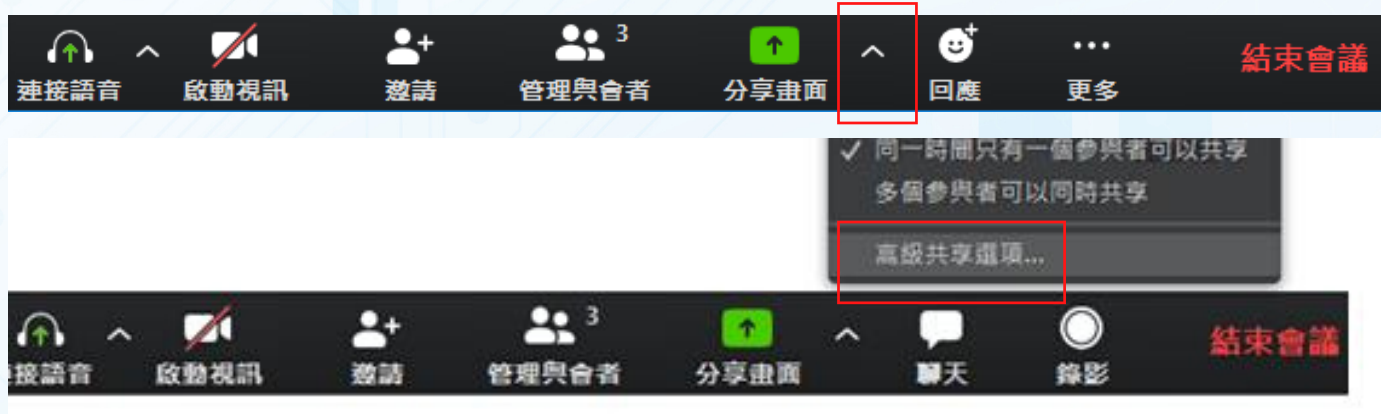 3
連接語音 啟動視訊 邀請 管理與會者 分享畫面 回應 更多 結束會議
✓ 同一時間只有一個參與者可以共享
多個參與者可以同時共享
高級共享選項...
3
接語音 啟動視訊 邀請 管理與會者 分享畫面 聊天 錄影 結束會議